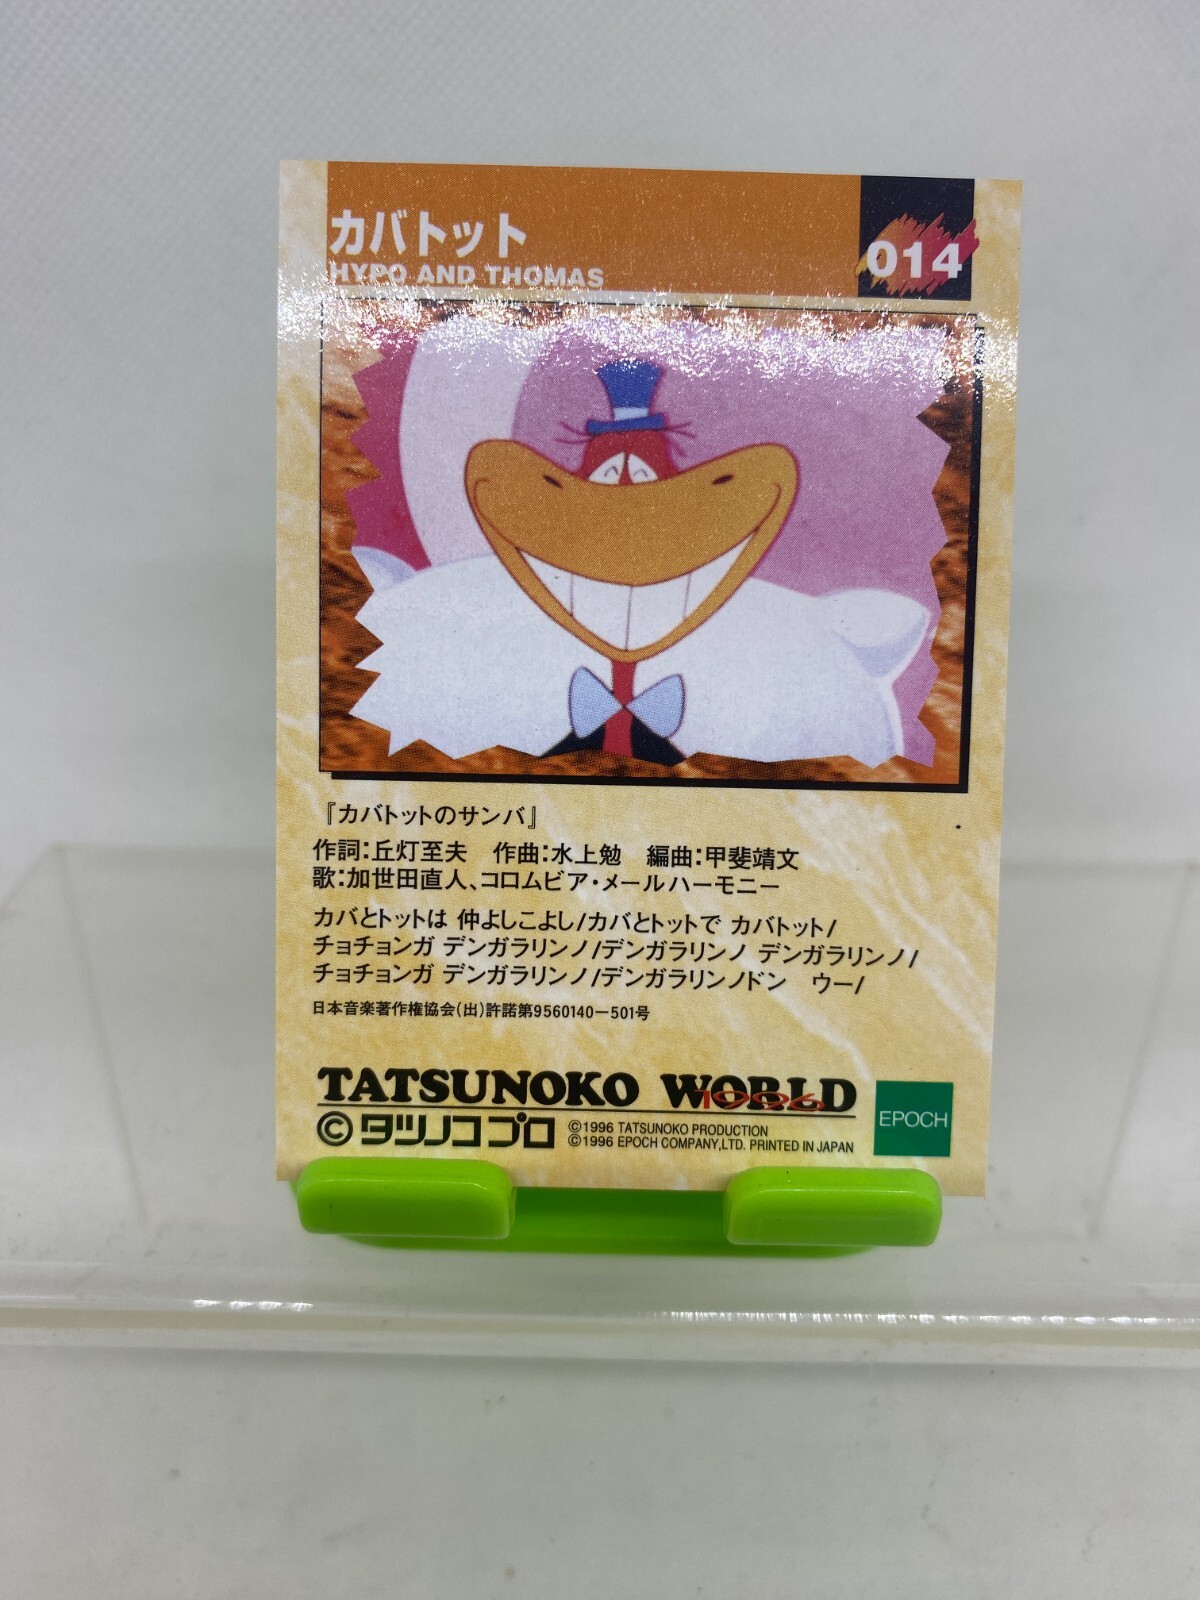 カバトット
HYPO AND THOMAS
014
『カバトットのサンバ』
作詞:丘灯至夫 作曲:水上勉 編曲:甲斐靖文
歌:加世田直人、コロムビア・メールハーモニー
カバとトットは 仲よしこよし/カバとトットで カバトット/
チョチョンガ デンガラリンノ/デンガラリンノ デンガラリンノ/
チョチョンガ デンガラリンノ/デンガラリンノドン ウー/
日本音楽著作権協会(出)許諾第9560140-501号
TATSUNOKO WORLD
1996
©タツノコプロ
©1996 TATSUNOKO PRODUCTION
©1996 EPOCH COMPANY,LTD. PRINTED IN JAPAN
EPOCH